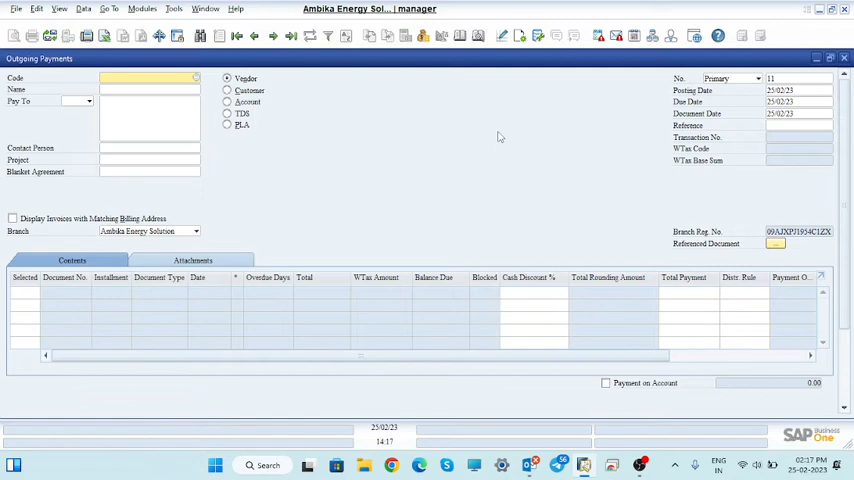 File Edit View Data Go To Modules Tools Window Help
Ambika Energy Sol... | manager
Outgoing Payments
Code
Name
Pay To
Contact Person
Project
Blanket Agreement
Vendor
Customer
Account
TDS
PLA
No. Primary 11
Posting Date 25/02/23
Due Date 25/02/23
Document Date 25/02/23
Reference
Transaction No.
WTax Code
WTax Base Sum
Display Invoices with Matching Billing Address
Branch Ambika Energy Solution
Branch Reg. No. 09AJXPJ1954C1ZX
Referenced Document ...
Contents Attachments
Selected Document No. Installment Document Type Date * Overdue Days Total WTax Amount Balance Due Blocked Cash Discount % Total Rounding Amount Total Payment Distr. Rule Payment O...
Payment on Account 0.00
25/02/23
14:17
SAP Business One
Search
56
ENG
IN
02:17 PM
25-02-2023